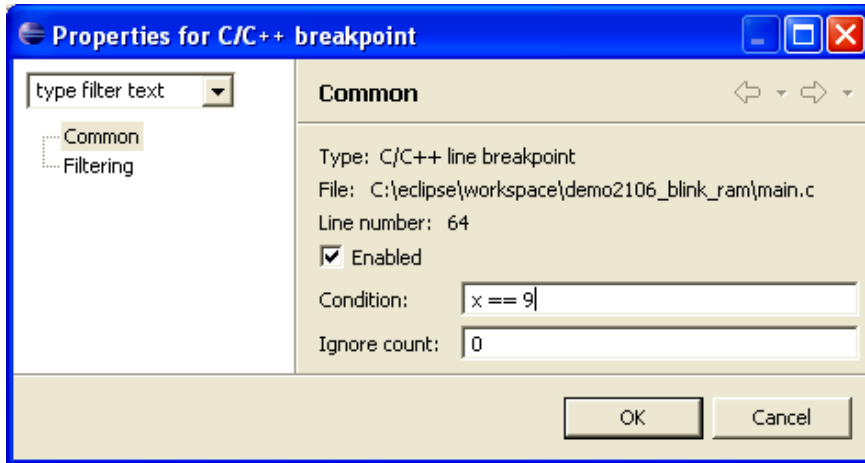 Properties for C/C++ breakpoint
type filter text
Common
Filtering
Common
Type: C/C++ line breakpoint
File: C:\eclipse\workspace\demo2106_blink_ram\main.c
Line number: 64
Enabled
Condition: x == 9
Ignore count: 0
OK Cancel